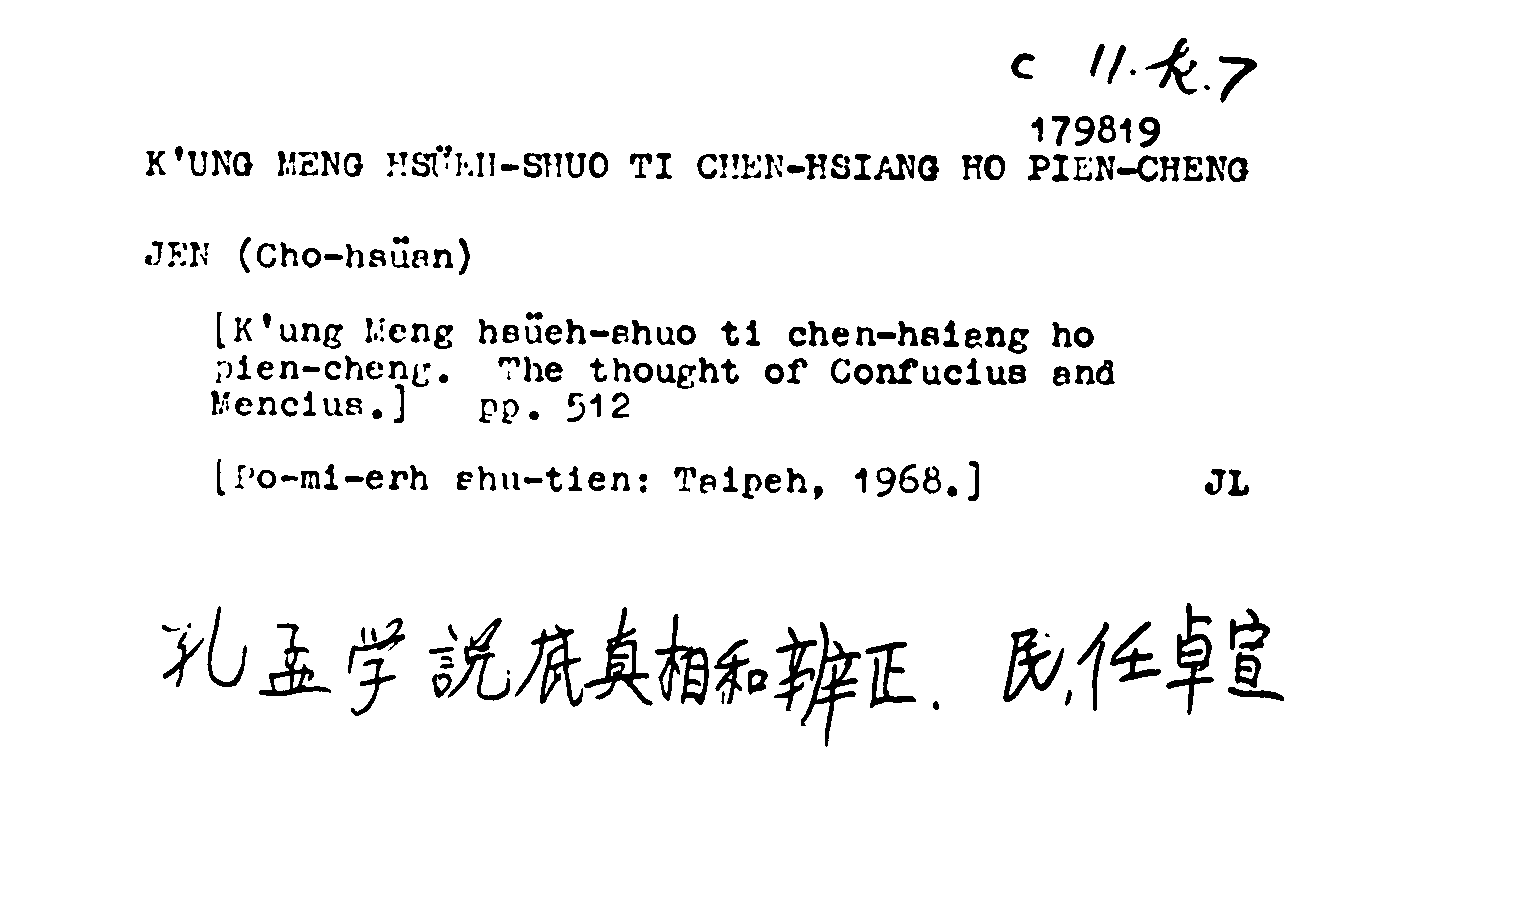 c 11.k.7
179819
K'UNG MENG HSÜEH-SHUO TI CHEN-HSIANG HO PIEN-CHENG
JEN (Cho-hsüan)
[K'ung Meng hsüeh-shuo ti chen-hsiang ho
pien-cheng. The thought of Confucius and
Mencius.] pp. 512
[Po-mi-erh shu-tien: Taipeh, 1968.] JL
孔孟学説底真相和辨正. 民,任卓宣